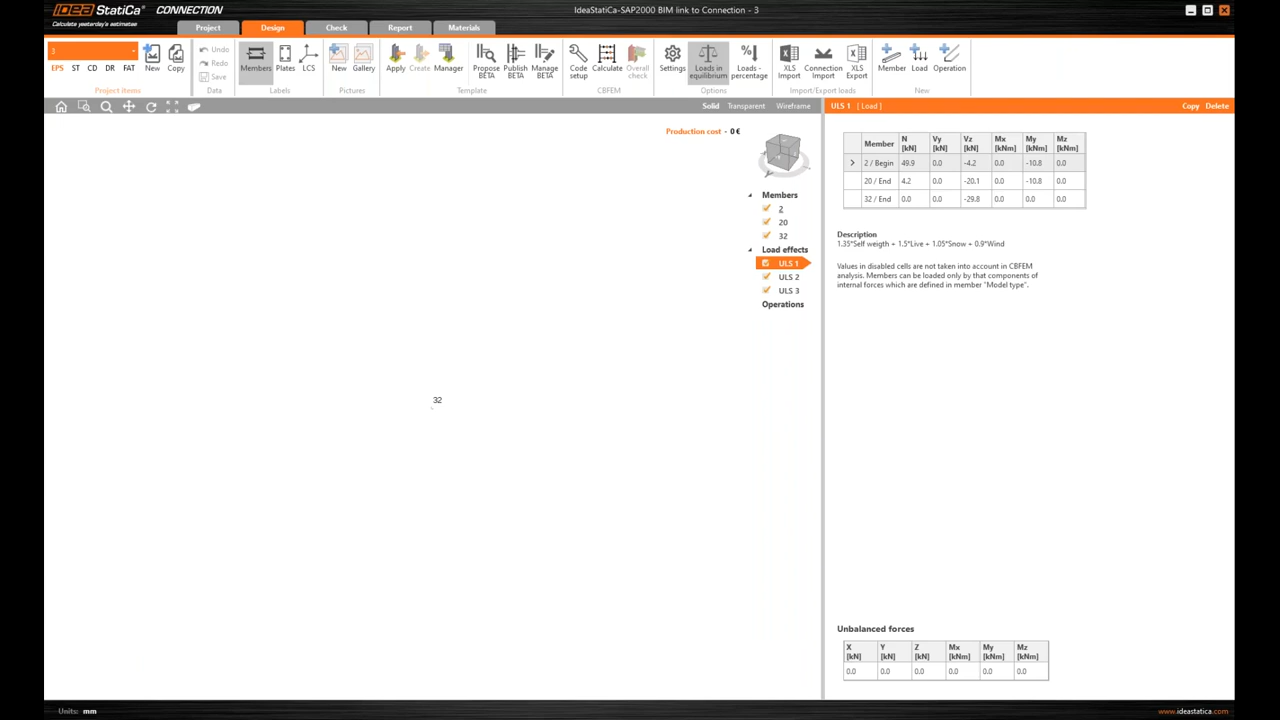 IDEA StatiCa® CONNECTION
Calculate yesterday's estimates
IdeaStatiCa-SAP2000 BIM link to Connection - 3
Project Design Check Report Materials
3
EPS ST CD DR FAT
New Copy
Undo
Redo
Save
Members Plates LCS
New Gallery
Apply Create Manager
Propose BETA Publish BETA Manage BETA
Code setup Calculate Overall check
Settings Loads in equilibrium Loads - percentage
XLS Import Connection Import XLS Export
Member Load Operation
Project items Data Labels Pictures Template CBFEM Options Import/Export loads New
Solid Transparent Wireframe
ULS 1 [ Load ] Copy Delete
Production cost - 0 €
Members
2
20
32
Load effects
ULS 1
ULS 2
ULS 3
Operations
32
Member N [kN] Vy [kN] Vz [kN] Mx [kNm] My [kNm] Mz [kNm]
> 2 / Begin 49.9 0.0 -4.2 0.0 -10.8 0.0
20 / End 4.2 0.0 -20.1 0.0 -10.8 0.0
32 / End 0.0 0.0 -29.8 0.0 0.0 0.0
Description
1.35*Self weigth + 1.5*Live + 1.05*Snow + 0.9*Wind
Values in disabled cells are not taken into account in CBFEM
analysis. Members can be loaded only by that components of
internal forces which are defined in member "Model type".
Unbalanced forces
X [kN] Y [kN] Z [kN] Mx [kNm] My [kNm] Mz [kNm]
0.0 0.0 0.0 0.0 0.0 0.0
Units: mm
www.ideastatica.com